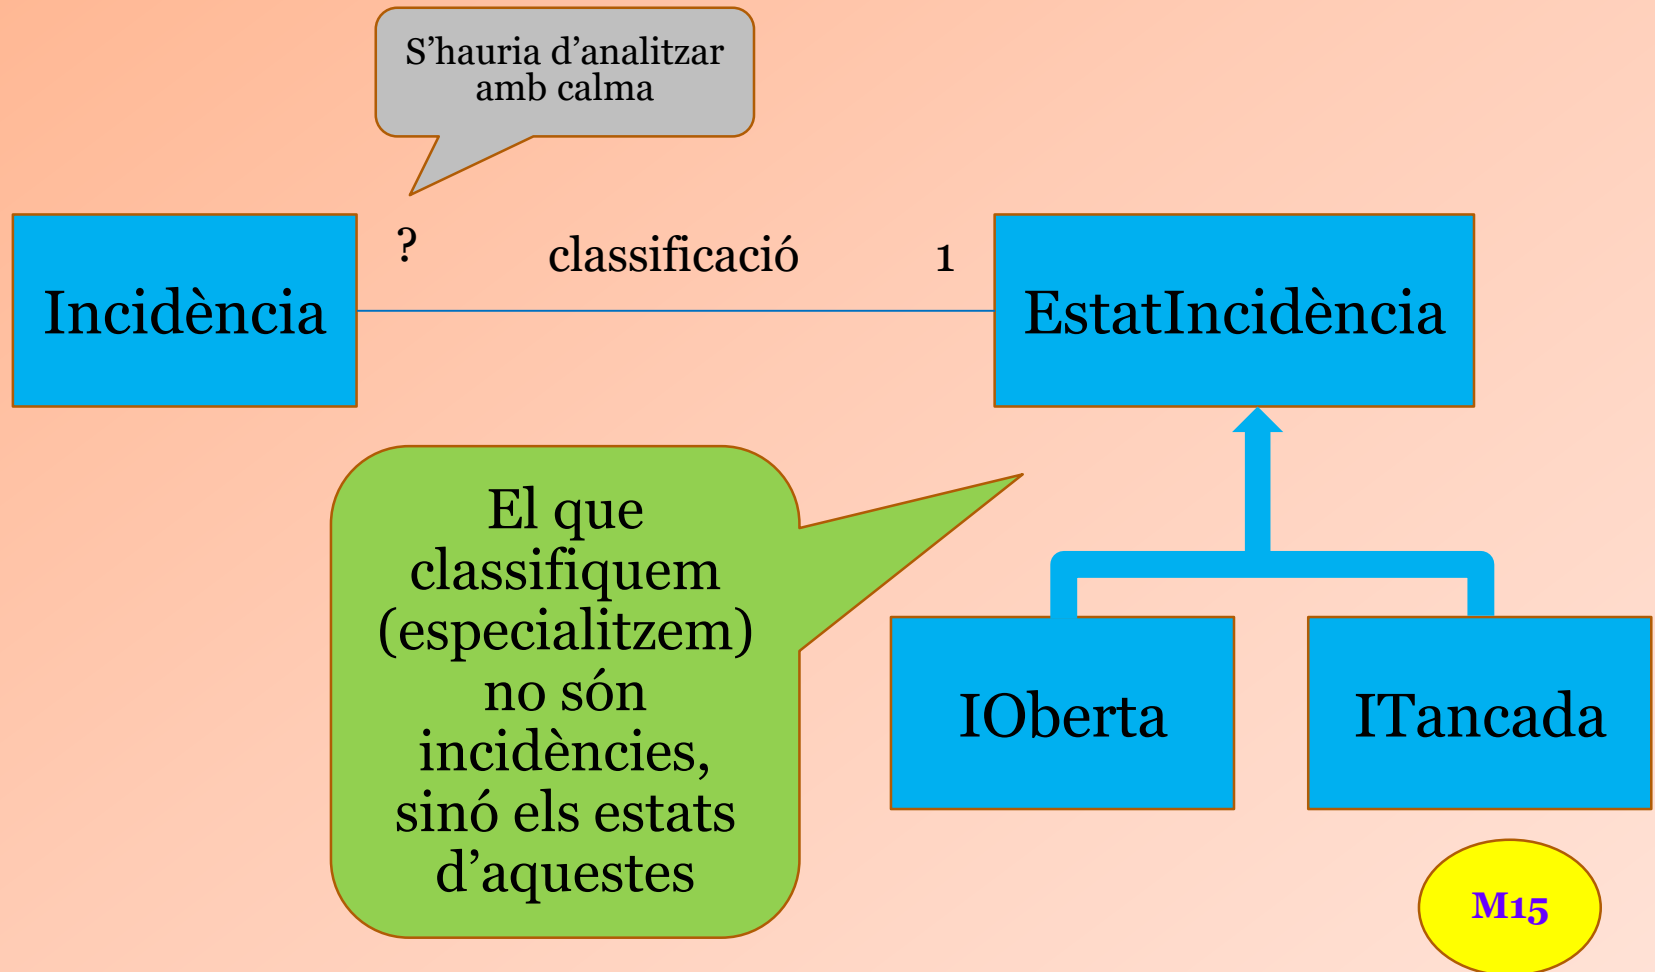 S’hauria d’analitzar
amb calma
?
classificació
1
Incidència
EstatIncidència
El que
classifiquem
(especialitzem)
no són
incidències,
sinó els estats
d’aquestes
IOberta
ITancada
M15